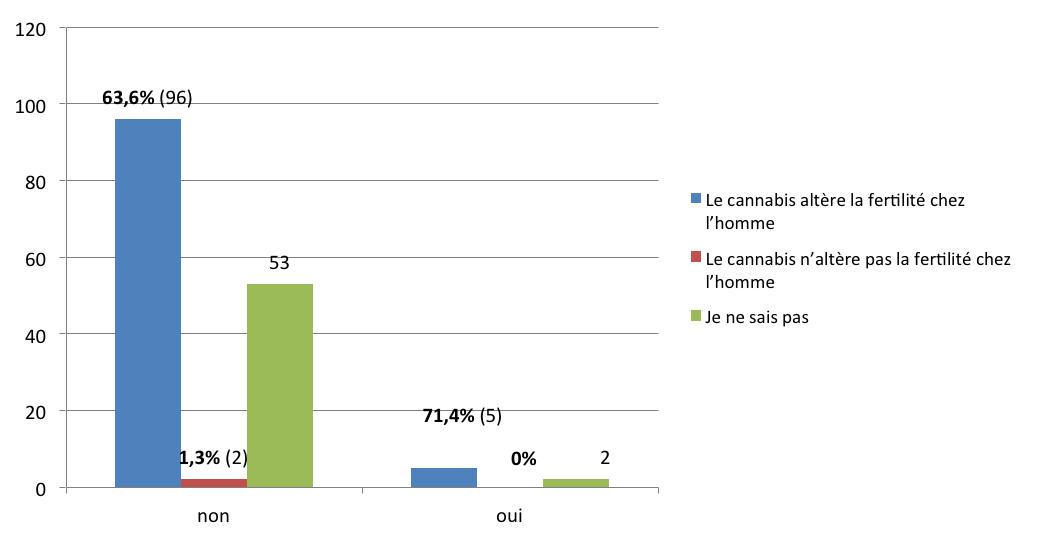 120
100
80
60
40
20
0
63,6% (96)
1,3% (2)
53
71,4% (5)
0%
2
non
oui
Le cannabis altère la fertilité chez
l’homme
Le cannabis n’altère pas la fertilité chez
l’homme
Je ne sais pas